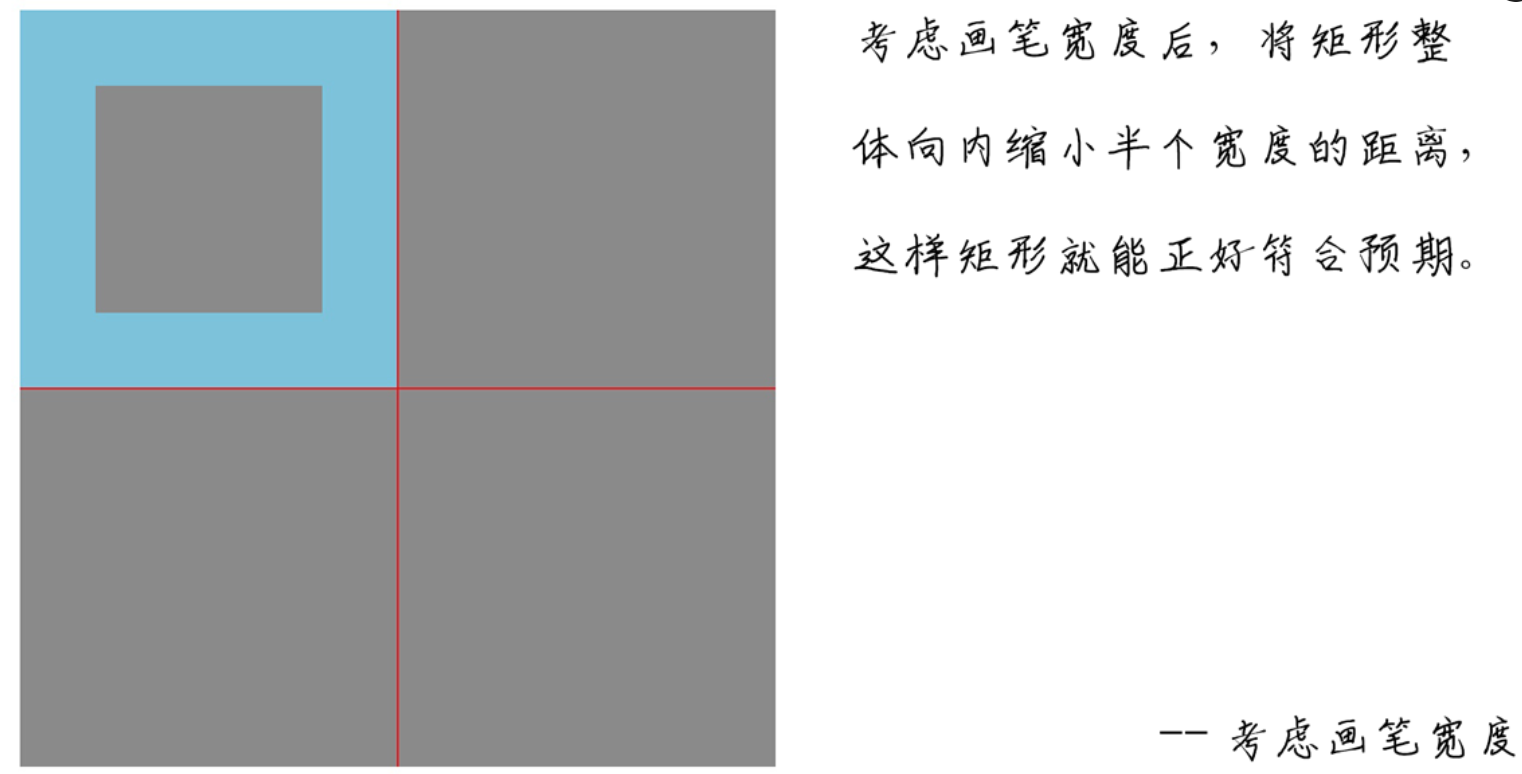 考虑画笔宽度后，将矩形整
体向内缩小半个宽度的距离，
这样矩形就能正好符合预期。
-- 考虑画笔宽度